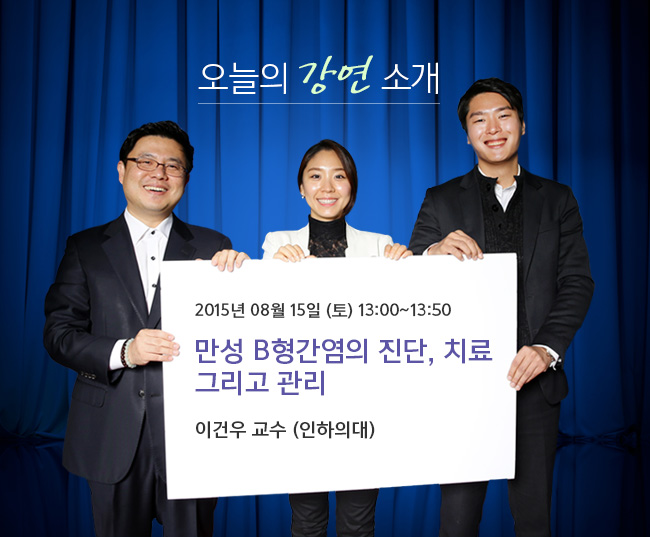 오늘의 강연 소개
2015년 08월 15일 (토) 13:00~13:50
만성 B형간염의 진단, 치료
그리고 관리
이건우 교수 (인하의대)